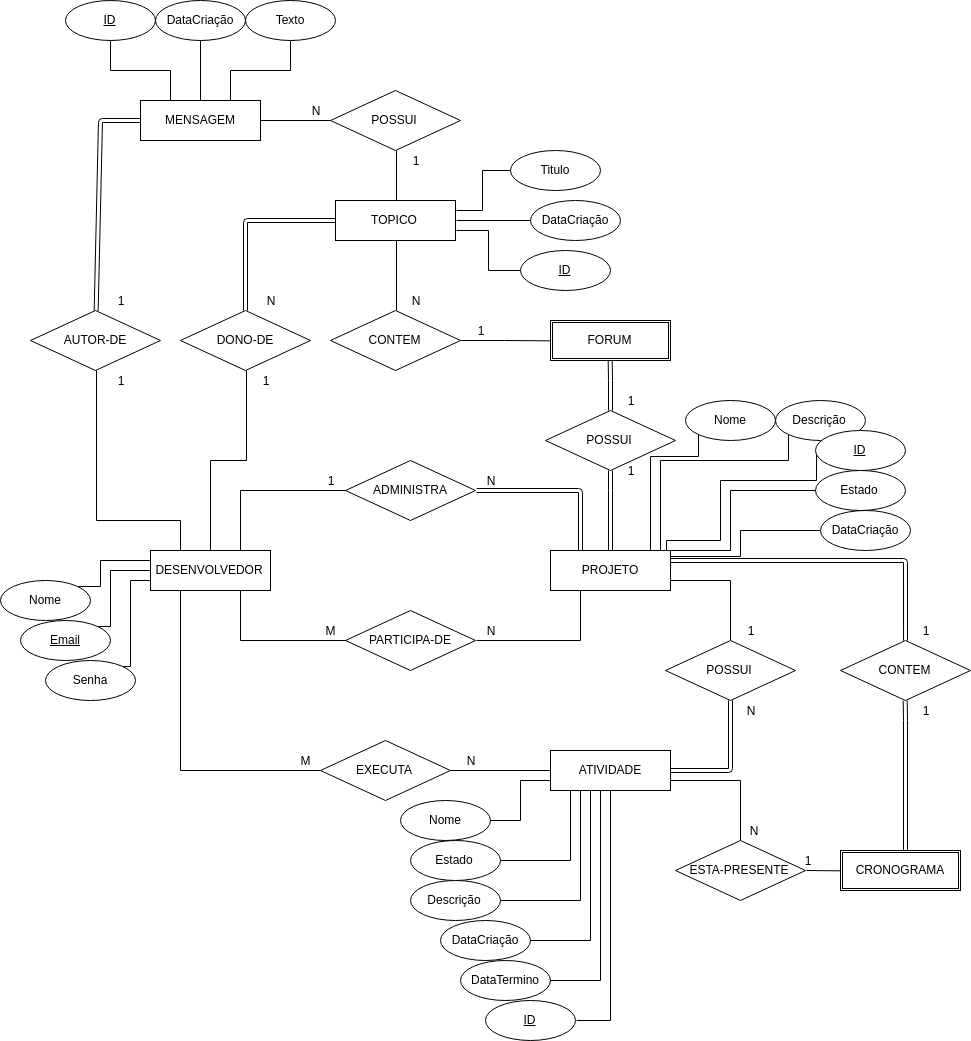 ID
DataCriação
Texto
MENSAGEM
N
POSSUI
1
Titulo
TOPICO
DataCriação
ID
1
N
N
1
AUTOR-DE
DONO-DE
CONTEM
FORUM
1
1
1
Nome
Descrição
POSSUI
ID
1
1
N
ADMINISTRA
Estado
DataCriação
DESENVOLVEDOR
PROJETO
Nome
Email
Senha
M
N
PARTICIPA-DE
1
1
POSSUI
CONTEM
N
1
M
N
EXECUTA
ATIVIDADE
Nome
Estado
N
1
ESTA-PRESENTE
CRONOGRAMA
Descrição
DataCriação
DataTermino
ID